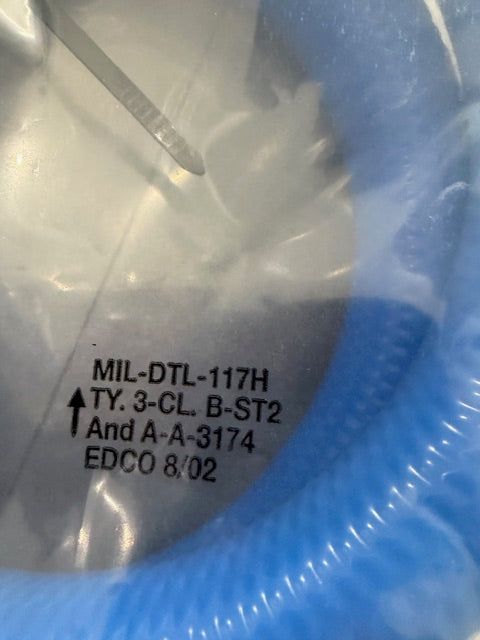 MIL-DTL-117H
TY. 3-CL. B-ST2
And A-A-3174
EDCO 8/02